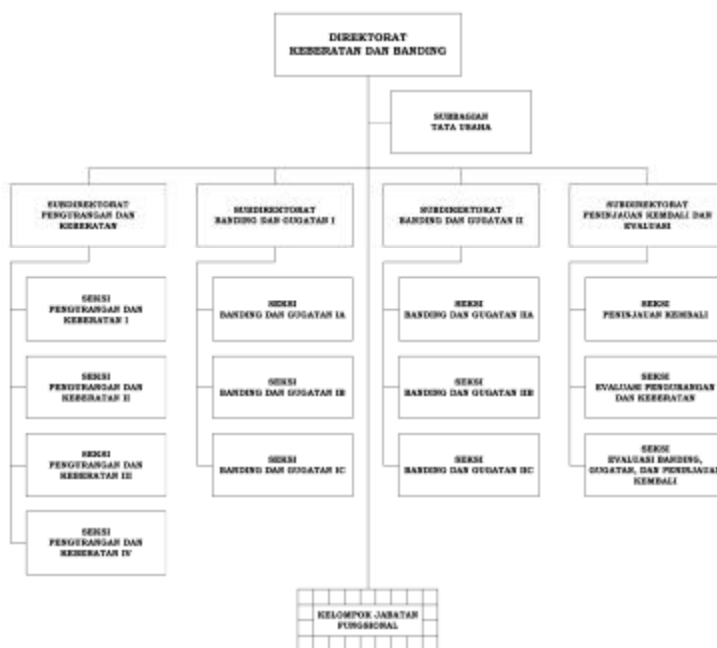 DIREKTORAT
KEBERATAN DAN BANDING
SUBBAGIAN
TATA USAHA
SUBDIREKTORAT
PENGURANGAN DAN
KEBERATAN
SUBDIREKTORAT
BANDING DAN GUGATAN I
SUBDIREKTORAT
BANDING DAN GUGATAN II
SUBDIREKTORAT
PENINJAUAN KEMBALI DAN
EVALUASI
SEKSI
PENGURANGAN DAN
KEBERATAN I
SEKSI
BANDING DAN GUGATAN IA
SEKSI
BANDING DAN GUGATAN IIA
SEKSI
PENINJAUAN KEMBALI
SEKSI
PENGURANGAN DAN
KEBERATAN II
SEKSI
BANDING DAN GUGATAN IB
SEKSI
BANDING DAN GUGATAN IIB
SEKSI
EVALUASI PENGURANGAN
DAN KEBERATAN
SEKSI
PENGURANGAN DAN
KEBERATAN III
SEKSI
BANDING DAN GUGATAN IC
SEKSI
BANDING DAN GUGATAN IIC
SEKSI
EVALUASI BANDING,
GUGATAN, DAN PENINJAUAN
KEMBALI
SEKSI
PENGURANGAN DAN
KEBERATAN IV
KELOMPOK JABATAN
FUNGSIONAL